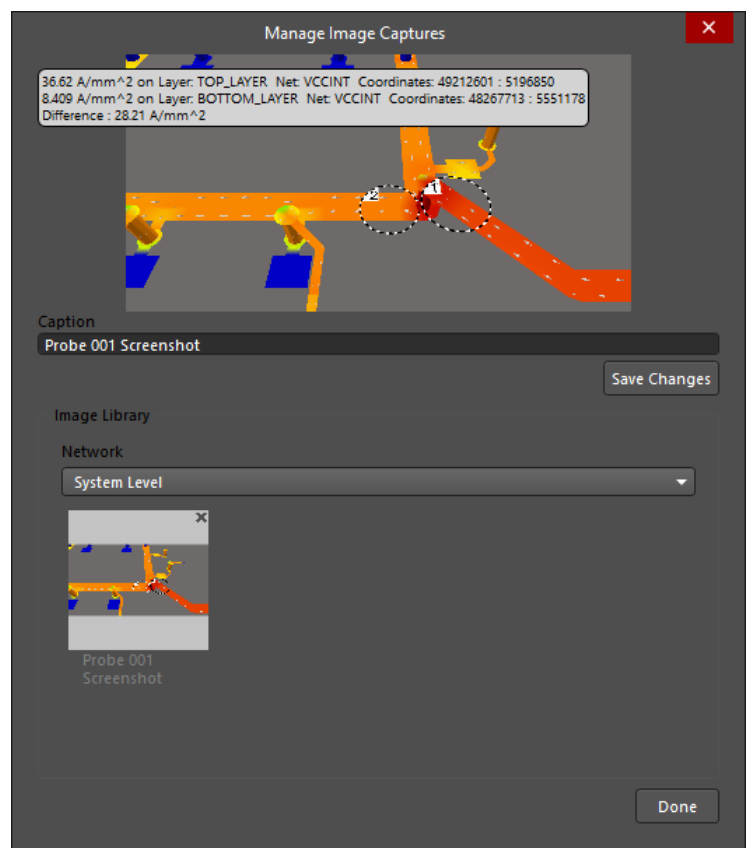 Manage Image Captures
36.62 A/mm^2 on Layer: TOP_LAYER Net: VCCINT Coordinates: 49212601 : 5196850
8.409 A/mm^2 on Layer: BOTTOM_LAYER Net: VCCINT Coordinates: 48267713 : 5551178
Difference : 28.21 A/mm^2
2
1
Caption
Probe 001 Screenshot
Save Changes
Image Library
Network
System Level
Probe 001
Screenshot
Done